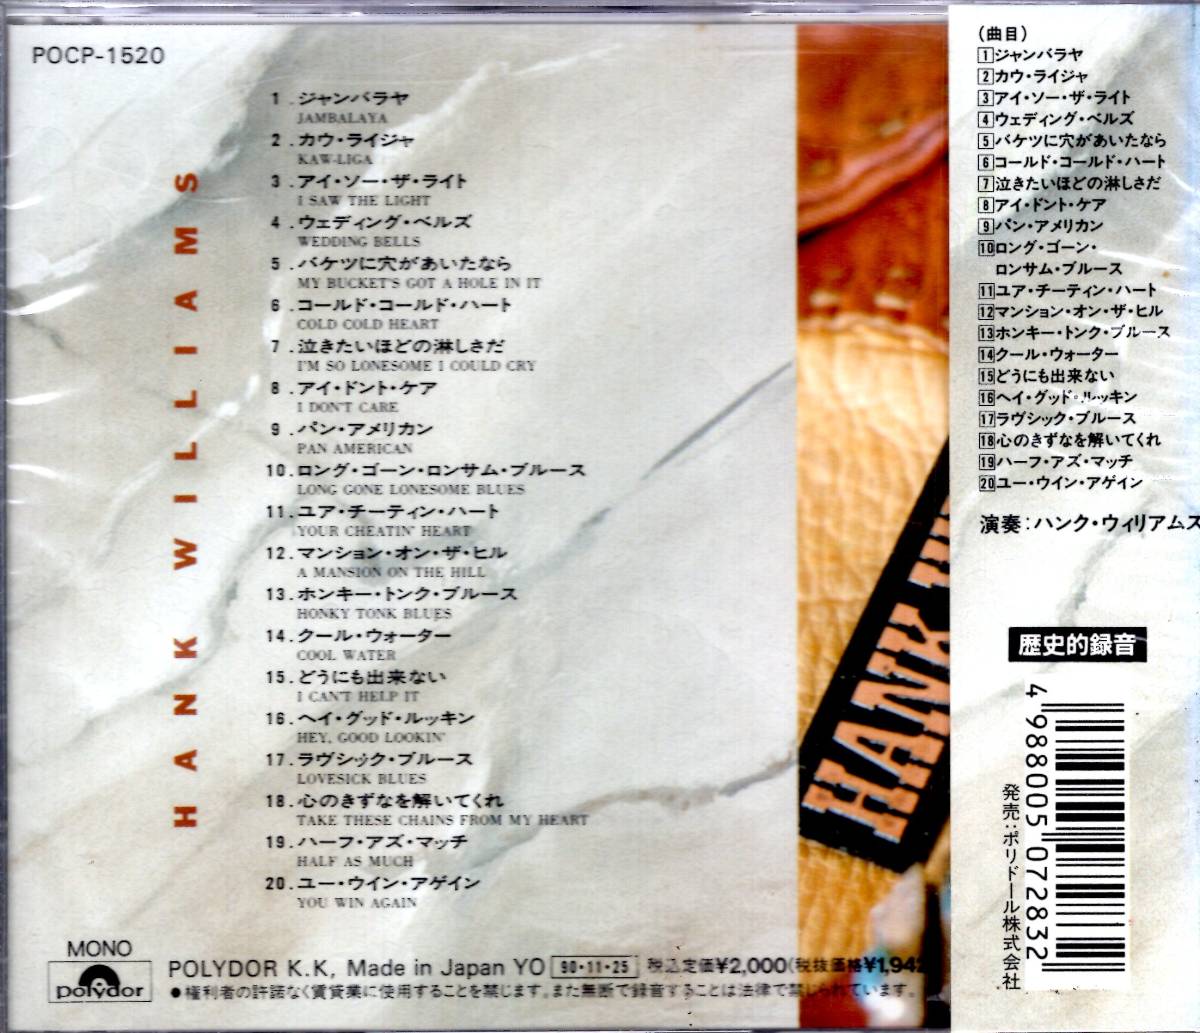 POCP-1520
HANK WILLIAMS
1.ジャンバラヤ
JAMBALAYA
2.カウ・ライジャ
KAW-LIGA
3.アイ・ソー・ザ・ライト
I SAW THE LIGHT
4.ウェディング・ベルズ
WEDDING BELLS
5.バケツに穴があいたなら
MY BUCKET'S GOT A HOLE IN IT
6.コールド・コールド・ハート
COLD COLD HEART
7.泣きたいほどの淋しさだ
I'M SO LONESOME I COULD CRY
8.アイ・ドント・ケア
I DON'T CARE
9.パン・アメリカン
PAN AMERICAN
10.ロング・ゴーン・ロンサム・ブルース
LONG GONE LONESOME BLUES
11.ユア・チーティン・ハート
YOUR CHEATIN' HEART
12.マンション・オン・ザ・ヒル
A MANSION ON THE HILL
13.ホンキー・トンク・ブルース
HONKY TONK BLUES
14.クール・ウォーター
COOL WATER
15.どうにも出来ない
I CAN'T HELP IT
16.ヘイ・グッド・ルッキン
HEY, GOOD LOOKIN'
17.ラヴシック・ブルース
LOVESICK BLUES
18.心のきずなを解いてくれ
TAKE THESE CHAINS FROM MY HEART
19.ハーフ・アズ・マッチ
HALF AS MUCH
20.ユー・ウイン・アゲイン
YOU WIN AGAIN
MONO
polydor
POLYDOR K.K, Made in Japan YO 90・11・25 税込定価¥2,000(税抜価格¥1,942
●権利者の許諾なく賃貸業に使用することを禁じます。また無断で録音することは法律で禁じられています。
HANK
(曲目)
1ジャンバラヤ
2カウ・ライジャ
3アイ・ソー・ザ・ライト
4ウェディング・ベルズ
5バケツに穴があいたなら
6コールド・コールド・ハート
7泣きたいほどの淋しさだ
8アイ・ドント・ケア
9パン・アメリカン
10ロング・ゴーン・
ロンサム・ブルース
11ユア・チーティン・ハート
12マンション・オン・ザ・ヒル
13ホンキー・トンク・ブルース
14クール・ウォーター
15どうにも出来ない
16ヘイ・グッド・ルッキン
17ラヴシック・ブルース
18心のきずなを解いてくれ
19ハーフ・アズ・マッチ
20ユー・ウイン・アゲイン
演奏:ハンク・ウィリアムス
歴史的録音
4 988005 072832
発売:ポリドール株式会社